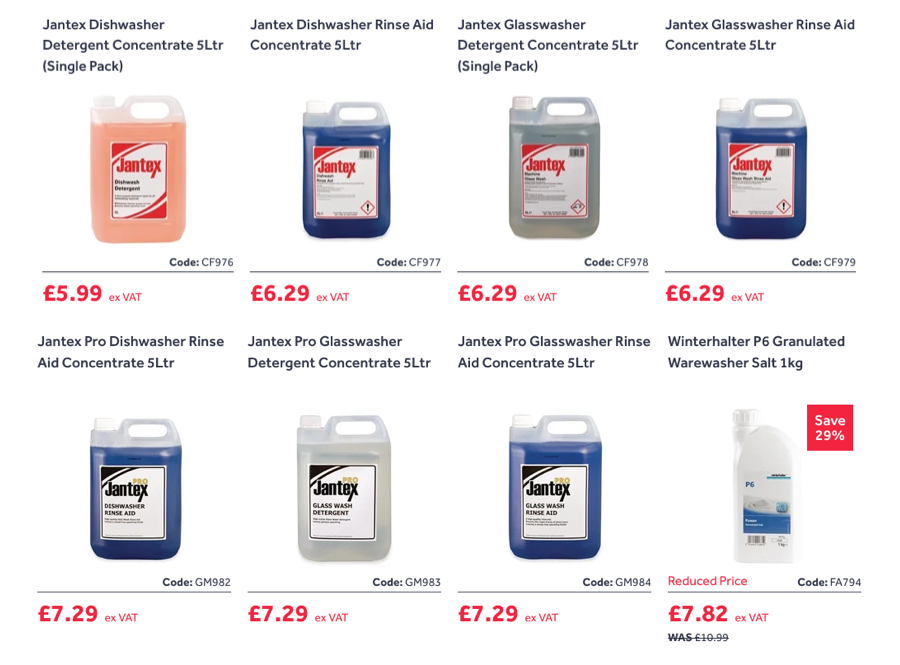 Jantex Dishwasher
Detergent Concentrate 5Ltr
(Single Pack)
Jantex Dishwasher Rinse Aid
Concentrate 5Ltr
Jantex Glasswasher
Detergent Concentrate 5Ltr
(Single Pack)
Jantex Glasswasher Rinse Aid
Concentrate 5Ltr
Jantex
Dishwash
Detergent
Jantex
Dishwash
Rinse Aid
Jantex
Machine
Glass Wash
Jantex
Machine
Glass Wash Rinse Aid
Code: CF976
Code: CF977
Code: CF978
Code: CF979
£5.99 ex VAT
£6.29 ex VAT
£6.29 ex VAT
£6.29 ex VAT
Jantex Pro Dishwasher Rinse
Aid Concentrate 5Ltr
Jantex Pro Glasswasher
Detergent Concentrate 5Ltr
Jantex Pro Glasswasher Rinse
Aid Concentrate 5Ltr
Winterhalter P6 Granulated
Warewasher Salt 1kg
PRO
Jantex
DISHWASHER
RINSE AID
PRO
Jantex
GLASS WASH
DETERGENT
PRO
Jantex
GLASS WASH
RINSE AID
P6
Save
29%
Code: GM982
Code: GM983
Code: GM984
Reduced Price
Code: FA794
£7.29 ex VAT
£7.29 ex VAT
£7.29 ex VAT
£7.82 ex VAT
WAS £10.99